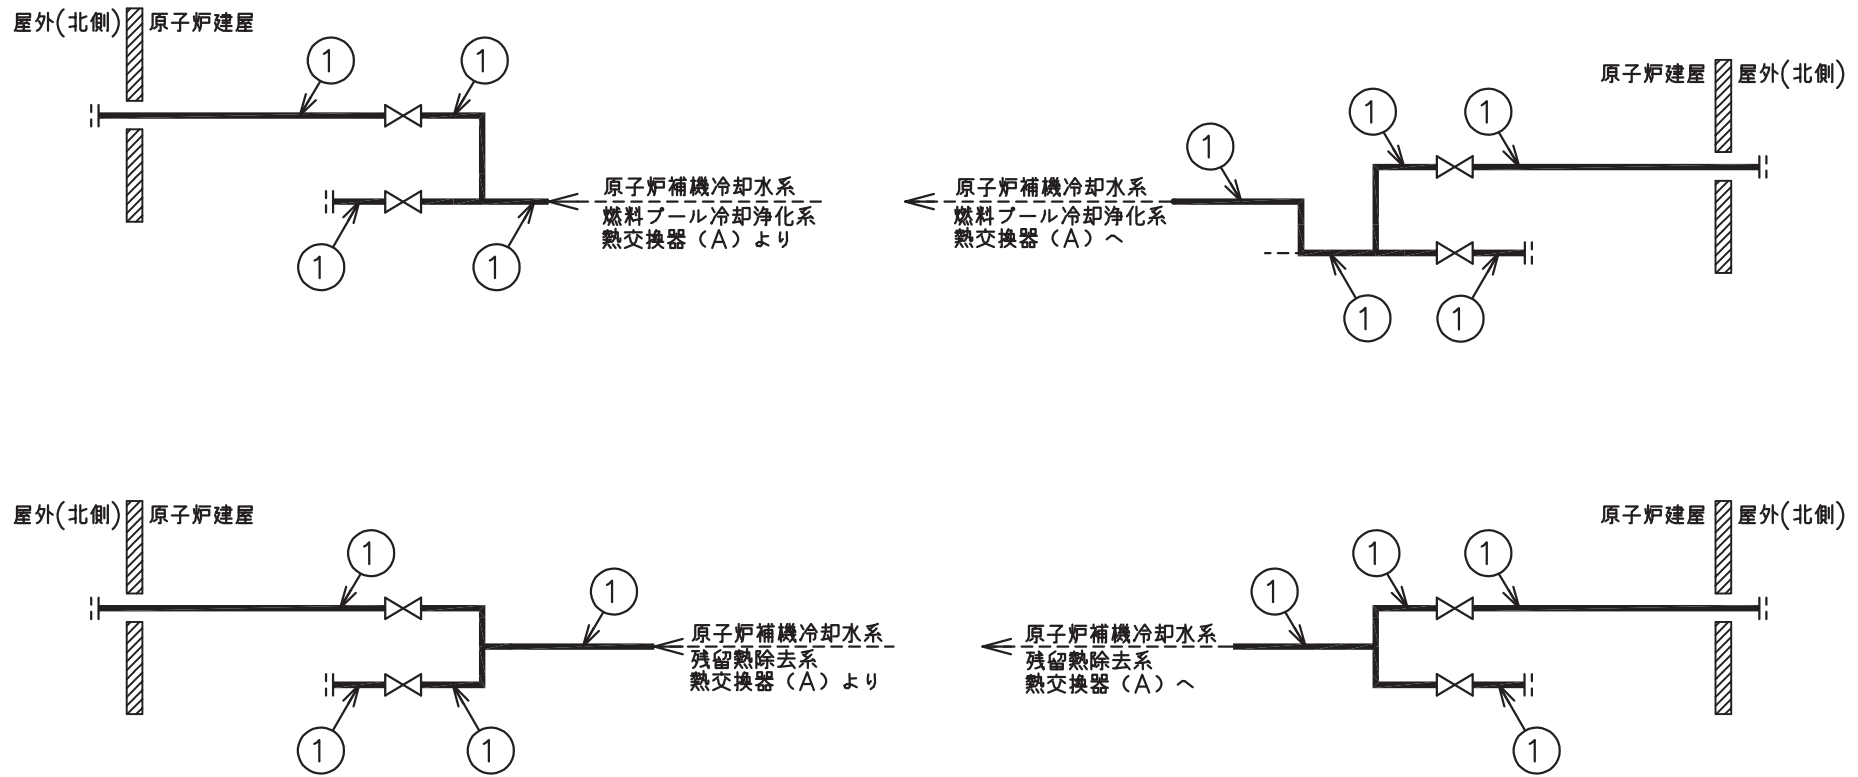 屋外(北側) 原子炉建屋
1 1
原子炉補機冷却水系
燃料プール冷却浄化系
熱交換器（A）より
1 1
原子炉建屋 屋外(北側)
1 1 1
原子炉補機冷却水系
燃料プール冷却浄化系
熱交換器（A）へ
1 1
屋外(北側) 原子炉建屋
1 1
原子炉補機冷却水系
残留熱除去系
熱交換器（A）より
1 1
原子炉建屋 屋外(北側)
1 1 1
原子炉補機冷却水系
残留熱除去系
熱交換器（A）へ
1